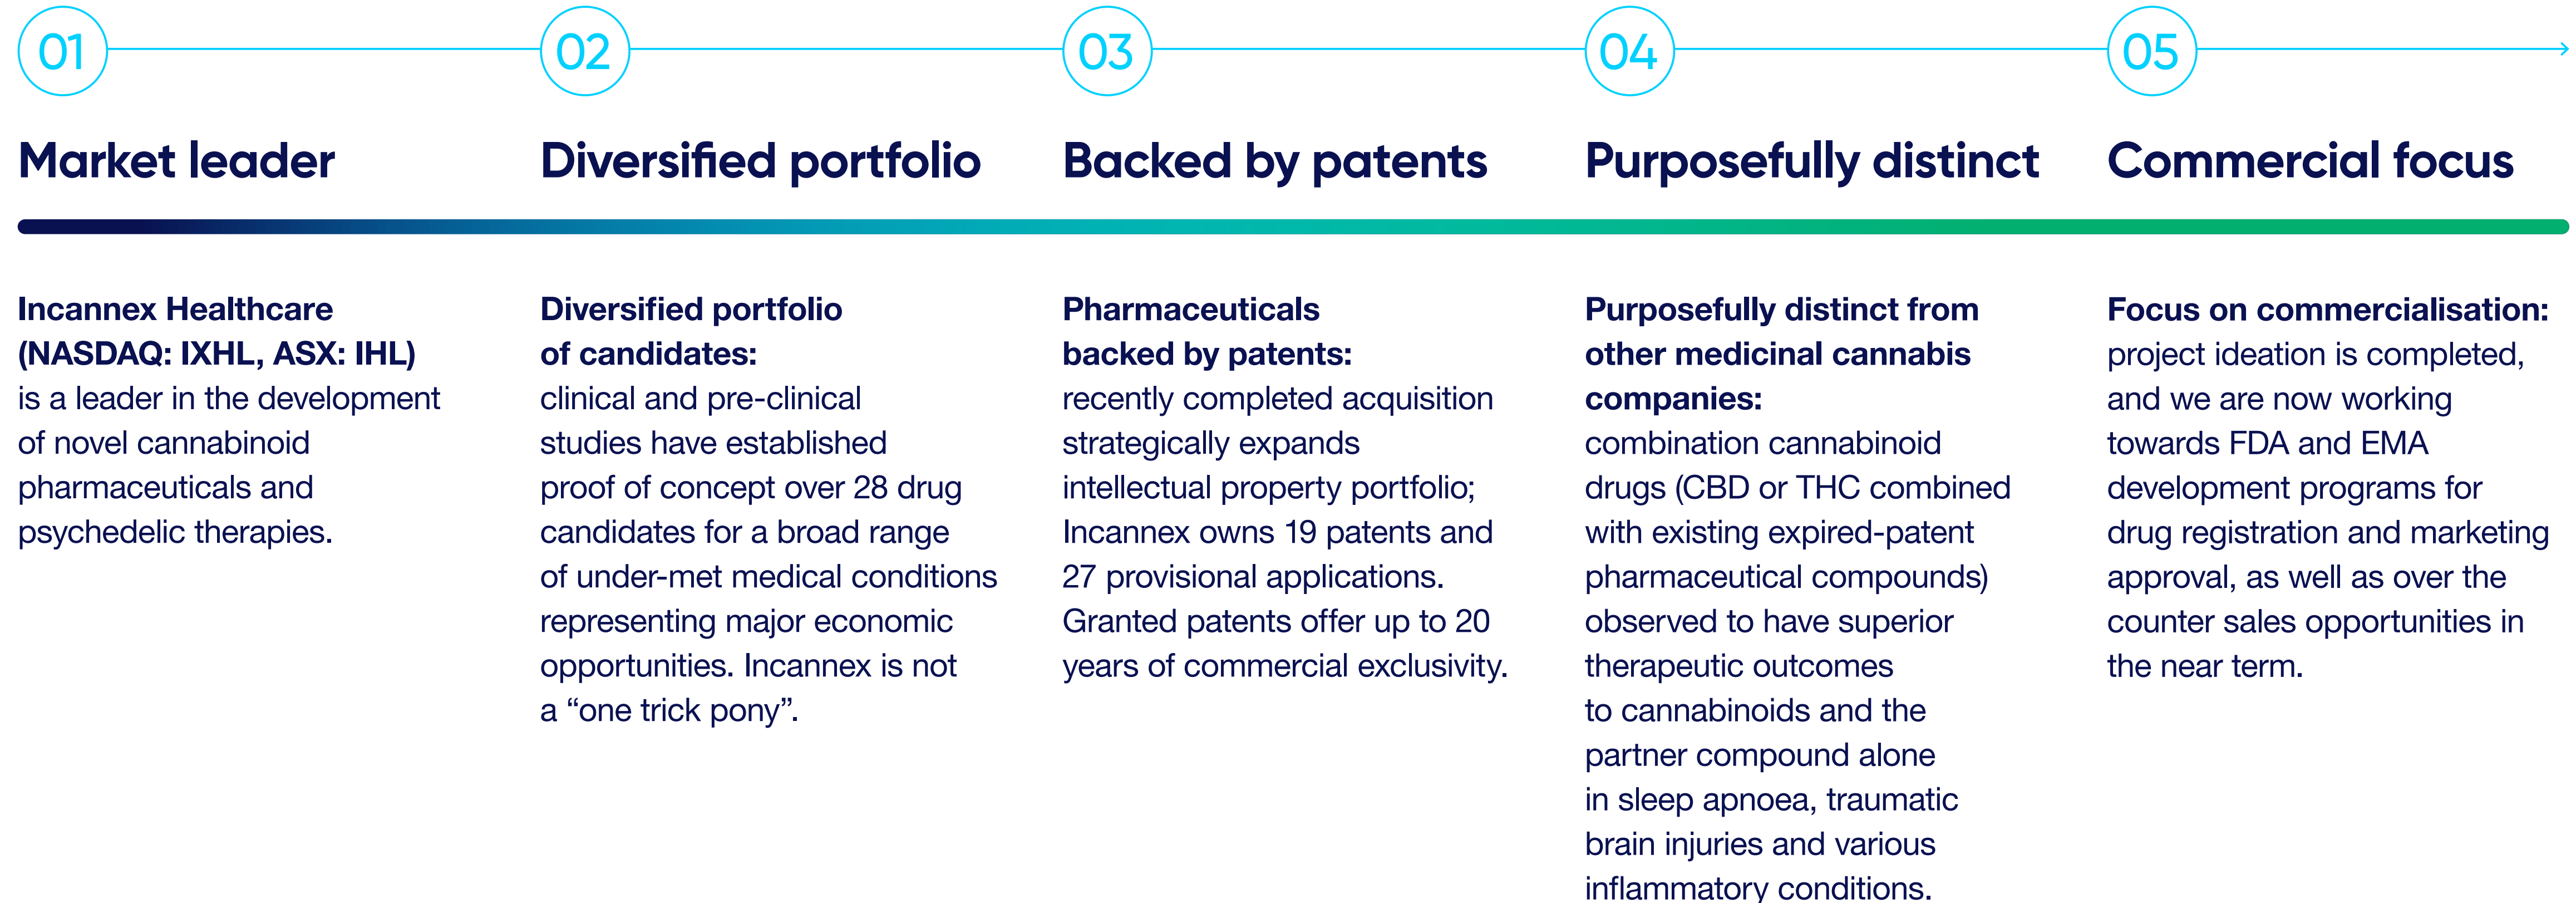 01
02
03
04
05
Market leader
Diversified portfolio
Backed by patents
Purposefully distinct
Commercial focus
Incannex Healthcare
(NASDAQ: IXHL, ASX: IHL)
is a leader in the development
of novel cannabinoid
pharmaceuticals and
psychedelic therapies.
Diversified portfolio
of candidates:
clinical and pre-clinical
studies have established
proof of concept over 28 drug
candidates for a broad range
of under-met medical conditions
representing major economic
opportunities. Incannex is not
a “one trick pony”.
Pharmaceuticals
backed by patents:
recently completed acquisition
strategically expands
intellectual property portfolio;
Incannex owns 19 patents and
27 provisional applications.
Granted patents offer up to 20
years of commercial exclusivity.
Purposefully distinct from
other medicinal cannabis
companies:
combination cannabinoid
drugs (CBD or THC combined
with existing expired-patent
pharmaceutical compounds)
observed to have superior
therapeutic outcomes
to cannabinoids and the
partner compound alone
in sleep apnoea, traumatic
brain injuries and various
inflammatory conditions.
Focus on commercialisation:
project ideation is completed,
and we are now working
towards FDA and EMA
development programs for
drug registration and marketing
approval, as well as over the
counter sales opportunities in
the near term.